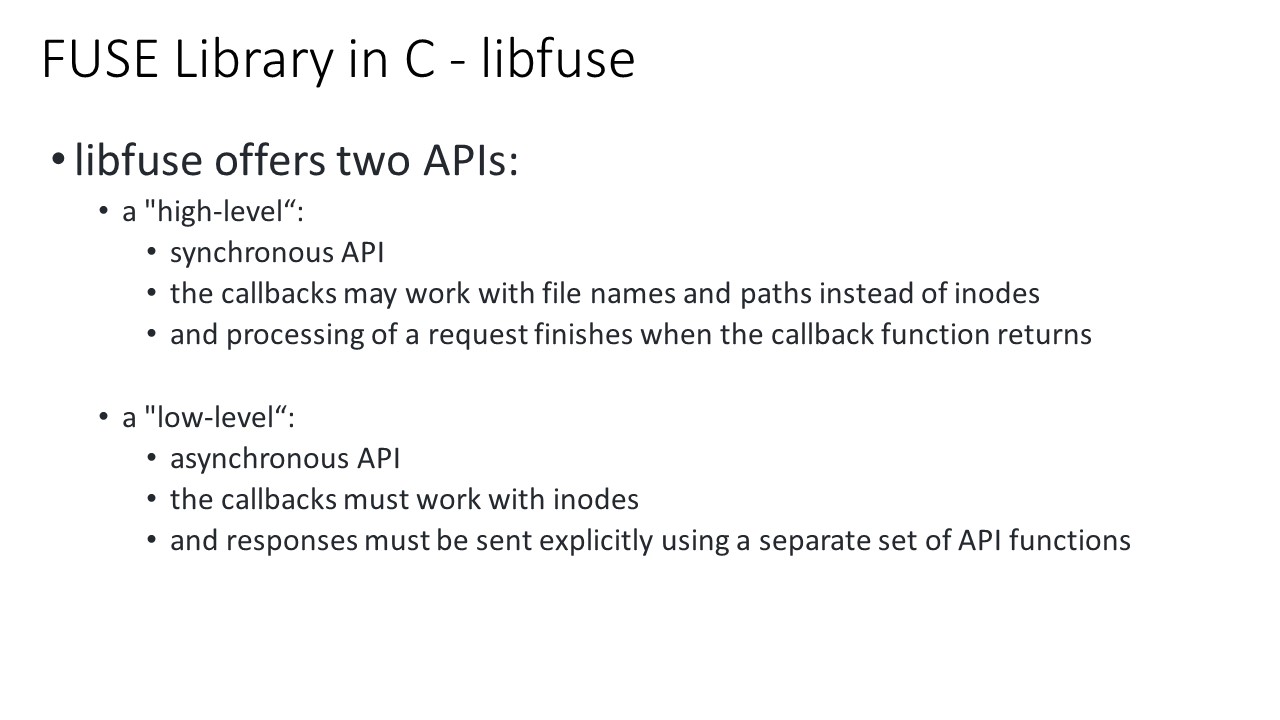 FUSE Library in C - libfuse
• libfuse offers two APIs:
• a "high-level“:
• synchronous API
• the callbacks may work with file names and paths instead of inodes
• and processing of a request finishes when the callback function returns
• a "low-level“:
• asynchronous API
• the callbacks must work with inodes
• and responses must be sent explicitly using a separate set of API functions